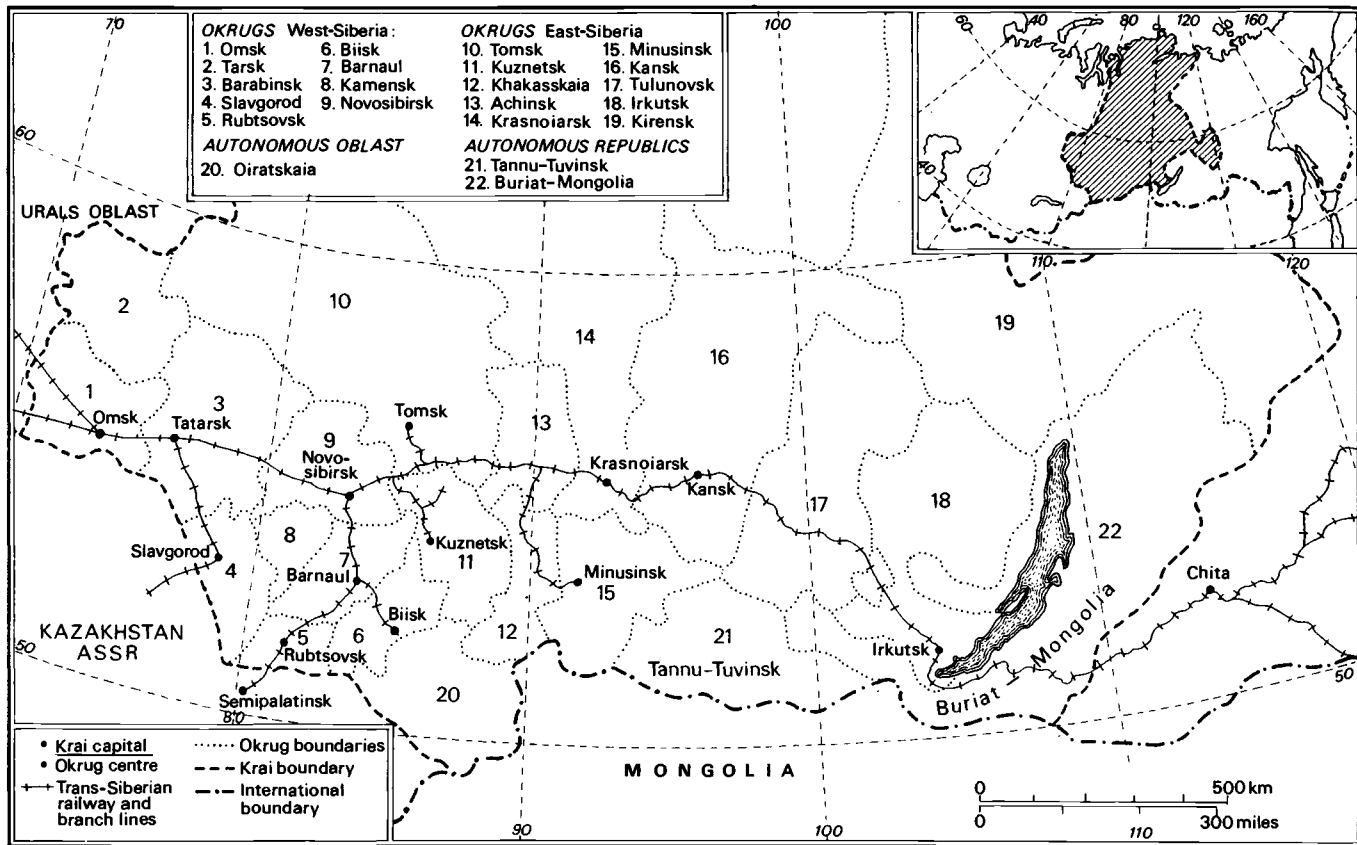 70
100
OKRUGS West-Siberia:
1. Omsk
2. Tarsk
3. Barabinsk
4. Slavgorod
5. Rubtsovsk
6. Biisk
7. Barnaul
8. Kamensk
9. Novosibirsk
OKRUGS East-Siberia
10. Tomsk
11. Kuznetsk
12. Khakasskaia
13. Achinsk
14. Krasnoiarsk
15. Minusinsk
16. Kansk
17. Tulunovsk
18. Irkutsk
19. Kirensk
AUTONOMOUS OBLAST
20. Oiratskaia
AUTONOMOUS REPUBLICS
21. Tannu-Tuvinsk
22. Buriat-Mongolia
60
40
80
120
160
40
60
URALS OBLAST
110
120
2
10
14
16
19
1
3
9
13
Omsk
Tatarsk
Tomsk
Novo-
sibirsk
Krasnoiarsk
Kansk
17
18
22
Slavgorod
4
8
7
Barnaul
Kuznetsk
11
Minusinsk
15
Chita
Biisk
5
Rubtsovsk
6
12
21
Tannu-Tuvinsk
Irkutsk
Buriat-Mongolia
KAZAKHSTAN
ASSR
50
Semipalatinsk
80
20
50
MONGOLIA
90
100
110
Krai capital
Okrug centre
Trans-Siberian
railway and
branch lines
Okrug boundaries
Krai boundary
International
boundary
0 500 km
0 300 miles